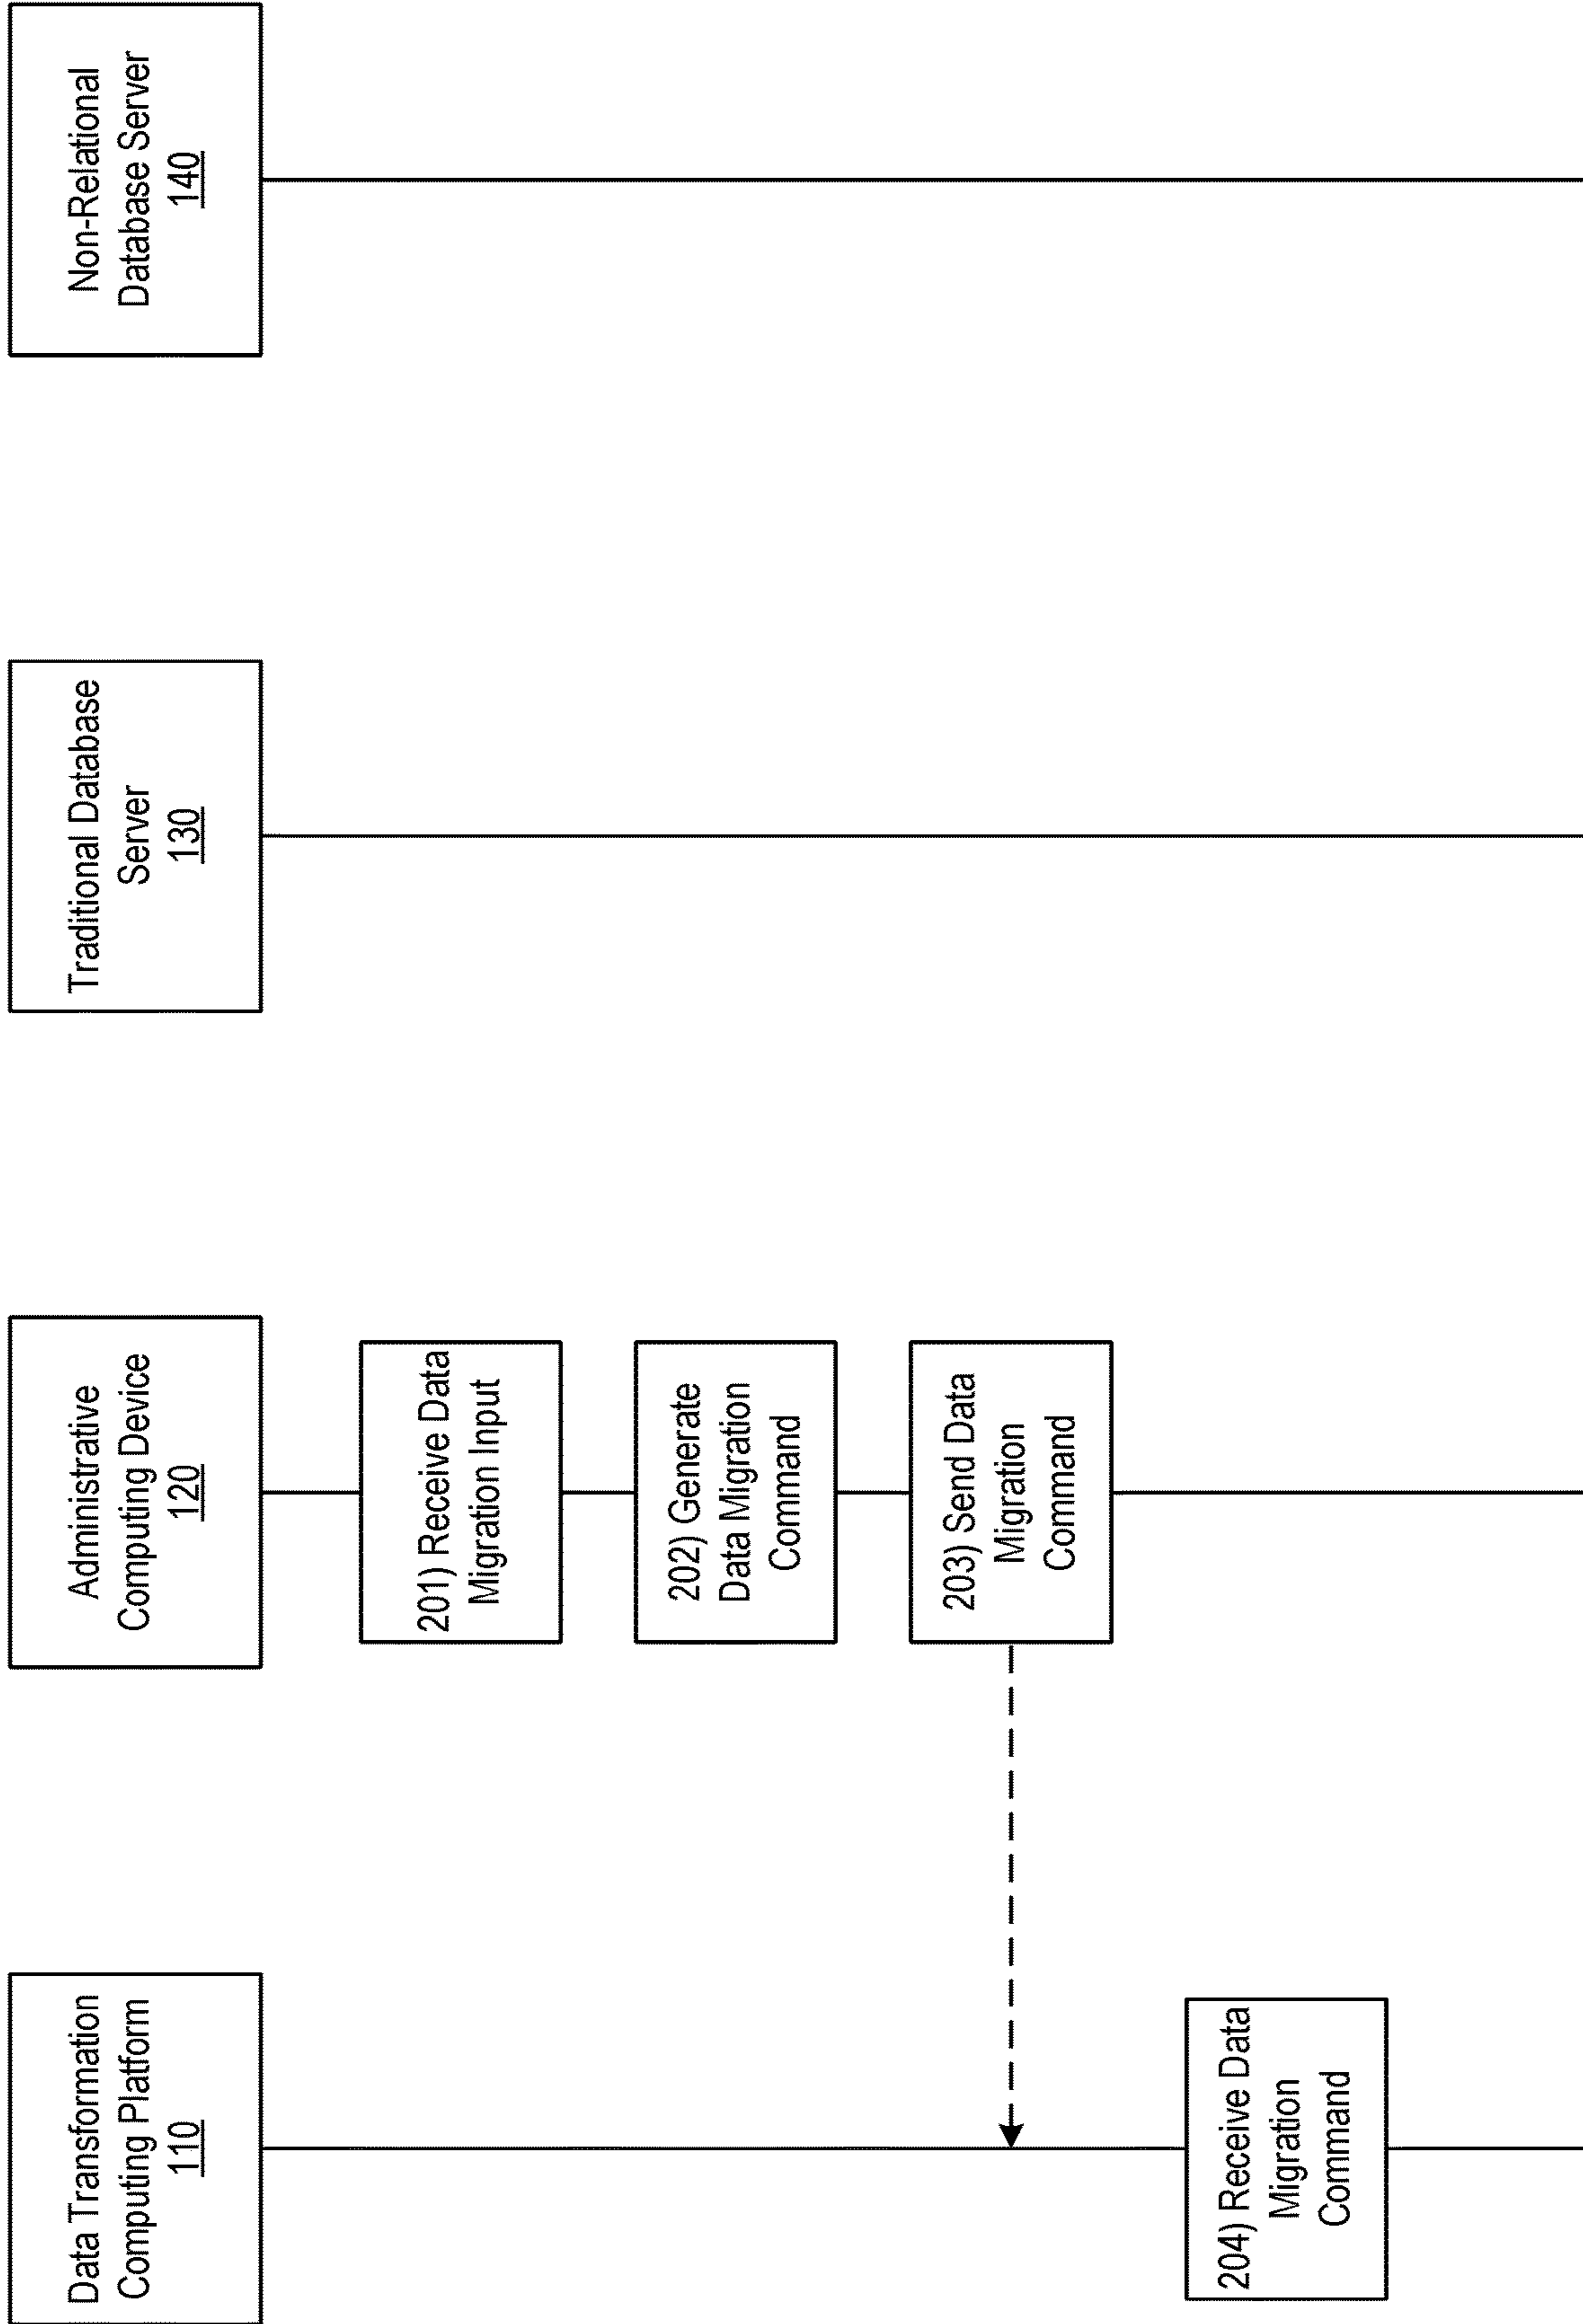 Data Transformation
Computing Platform
110
Administrative
Computing Device
120
Traditional Database
Server
130
Non-Relational
Database Server
140
201) Receive Data
Migration Input
202) Generate
Data Migration
Command
203) Send Data
Migration
Command
204) Receive Data
Migration
Command